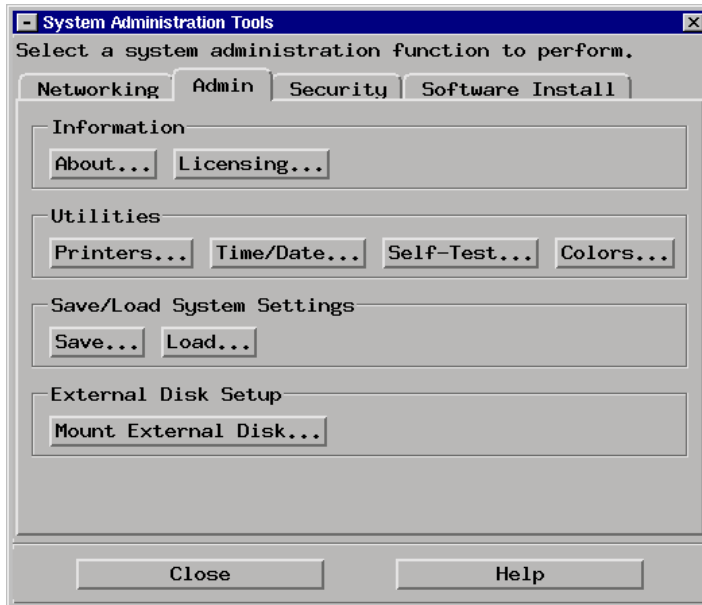 System Administration Tools
Select a system administration function to perform.
Networking Admin Security Software Install
Information
About... Licensing...
Utilities
Printers... Time/Date... Self-Test... Colors...
Save/Load System Settings
Save... Load...
External Disk Setup
Mount External Disk...
Close Help